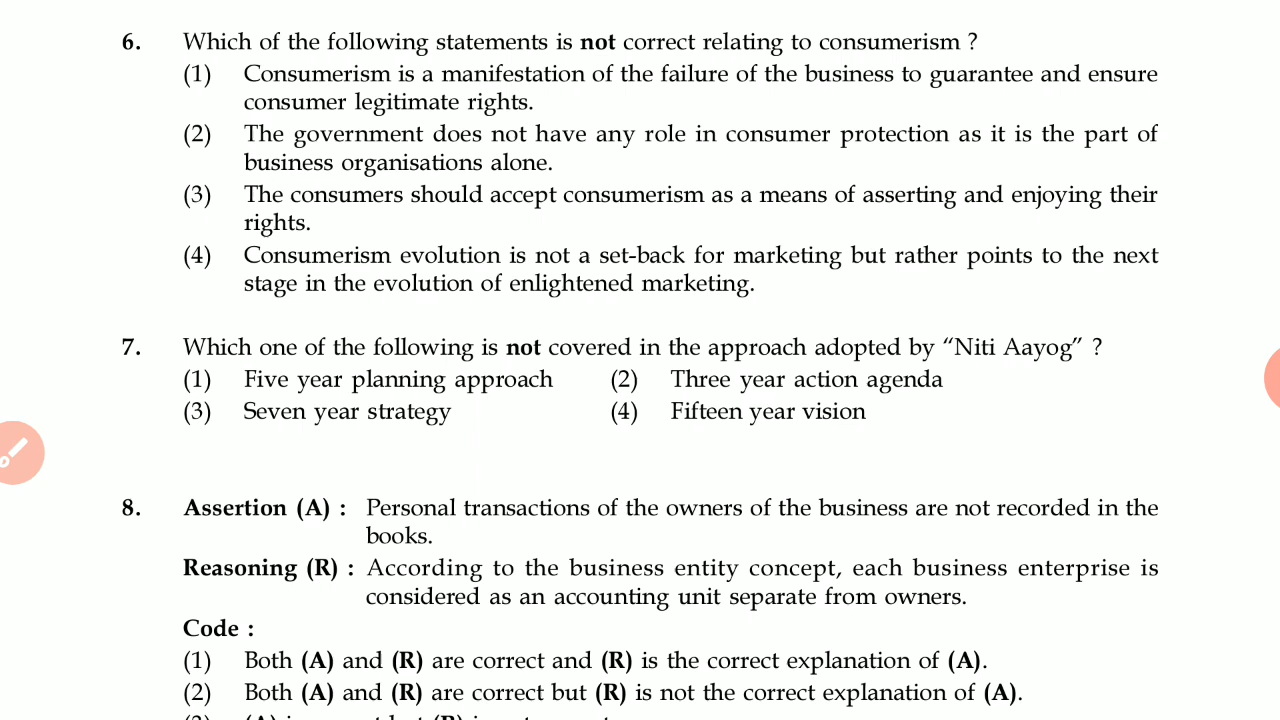 6. Which of the following statements is not correct relating to consumerism ?
(1) Consumerism is a manifestation of the failure of the business to guarantee and ensure
consumer legitimate rights.
(2) The government does not have any role in consumer protection as it is the part of
business organisations alone.
(3) The consumers should accept consumerism as a means of asserting and enjoying their
rights.
(4) Consumerism evolution is not a set-back for marketing but rather points to the next
stage in the evolution of enlightened marketing.
7. Which one of the following is not covered in the approach adopted by “Niti Aayog” ?
(1) Five year planning approach (2) Three year action agenda
(3) Seven year strategy (4) Fifteen year vision
8. Assertion (A) : Personal transactions of the owners of the business are not recorded in the
books.
Reasoning (R) : According to the business entity concept, each business enterprise is
considered as an accounting unit separate from owners.
Code :
(1) Both (A) and (R) are correct and (R) is the correct explanation of (A).
(2) Both (A) and (R) are correct but (R) is not the correct explanation of (A).